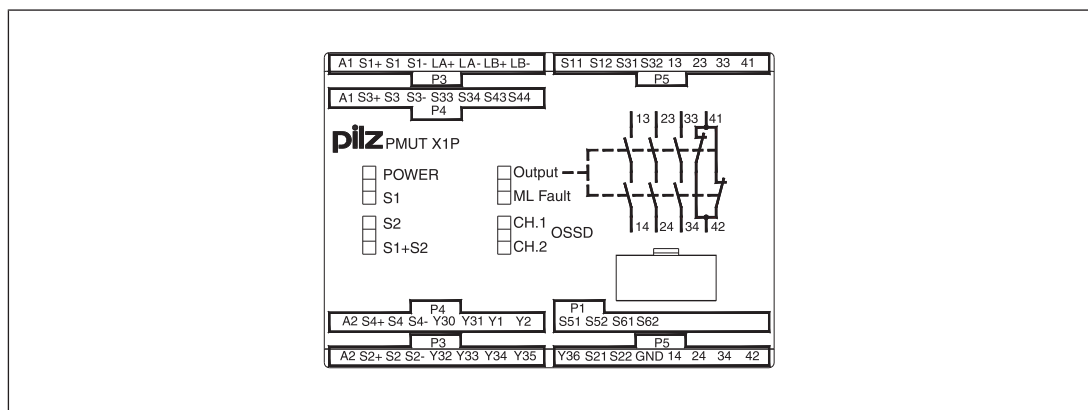 A1 S1+ S1 S1- LA+ LA- LB+ LB-
P3
S11 S12 S31 S32 13 23 33 41
P5
A1 S3+ S3 S3- S33 S34 S43 S44
P4
13 23 33 41
pilz PMUT X1P
POWER
S1
S2
S1+S2
Output
ML Fault
CH.1
OSSD
CH.2
14 24 34 42
P4
A2 S4+ S4 S4- Y30 Y31 Y1 Y2
P1
S51 S52 S61 S62
P3
A2 S2+ S2 S2- Y32 Y33 Y34 Y35
P5
Y36 S21 S22 GND 14 24 34 42